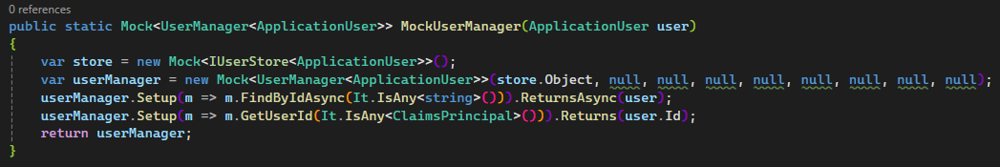 0 references
public static Mock<UserManager<ApplicationUser>> MockUserManager(ApplicationUser user)
{
    var store = new Mock<IUserStore<ApplicationUser>>();
    var userManager = new Mock<UserManager<ApplicationUser>>(store.Object, null, null, null, null, null, null, null, null);
    userManager.Setup(m => m.FindByIdAsync(It.IsAny<string>())).ReturnsAsync(user);
    userManager.Setup(m => m.GetUserId(It.IsAny<ClaimsPrincipal>())).Returns(user.Id);
    return userManager;
}